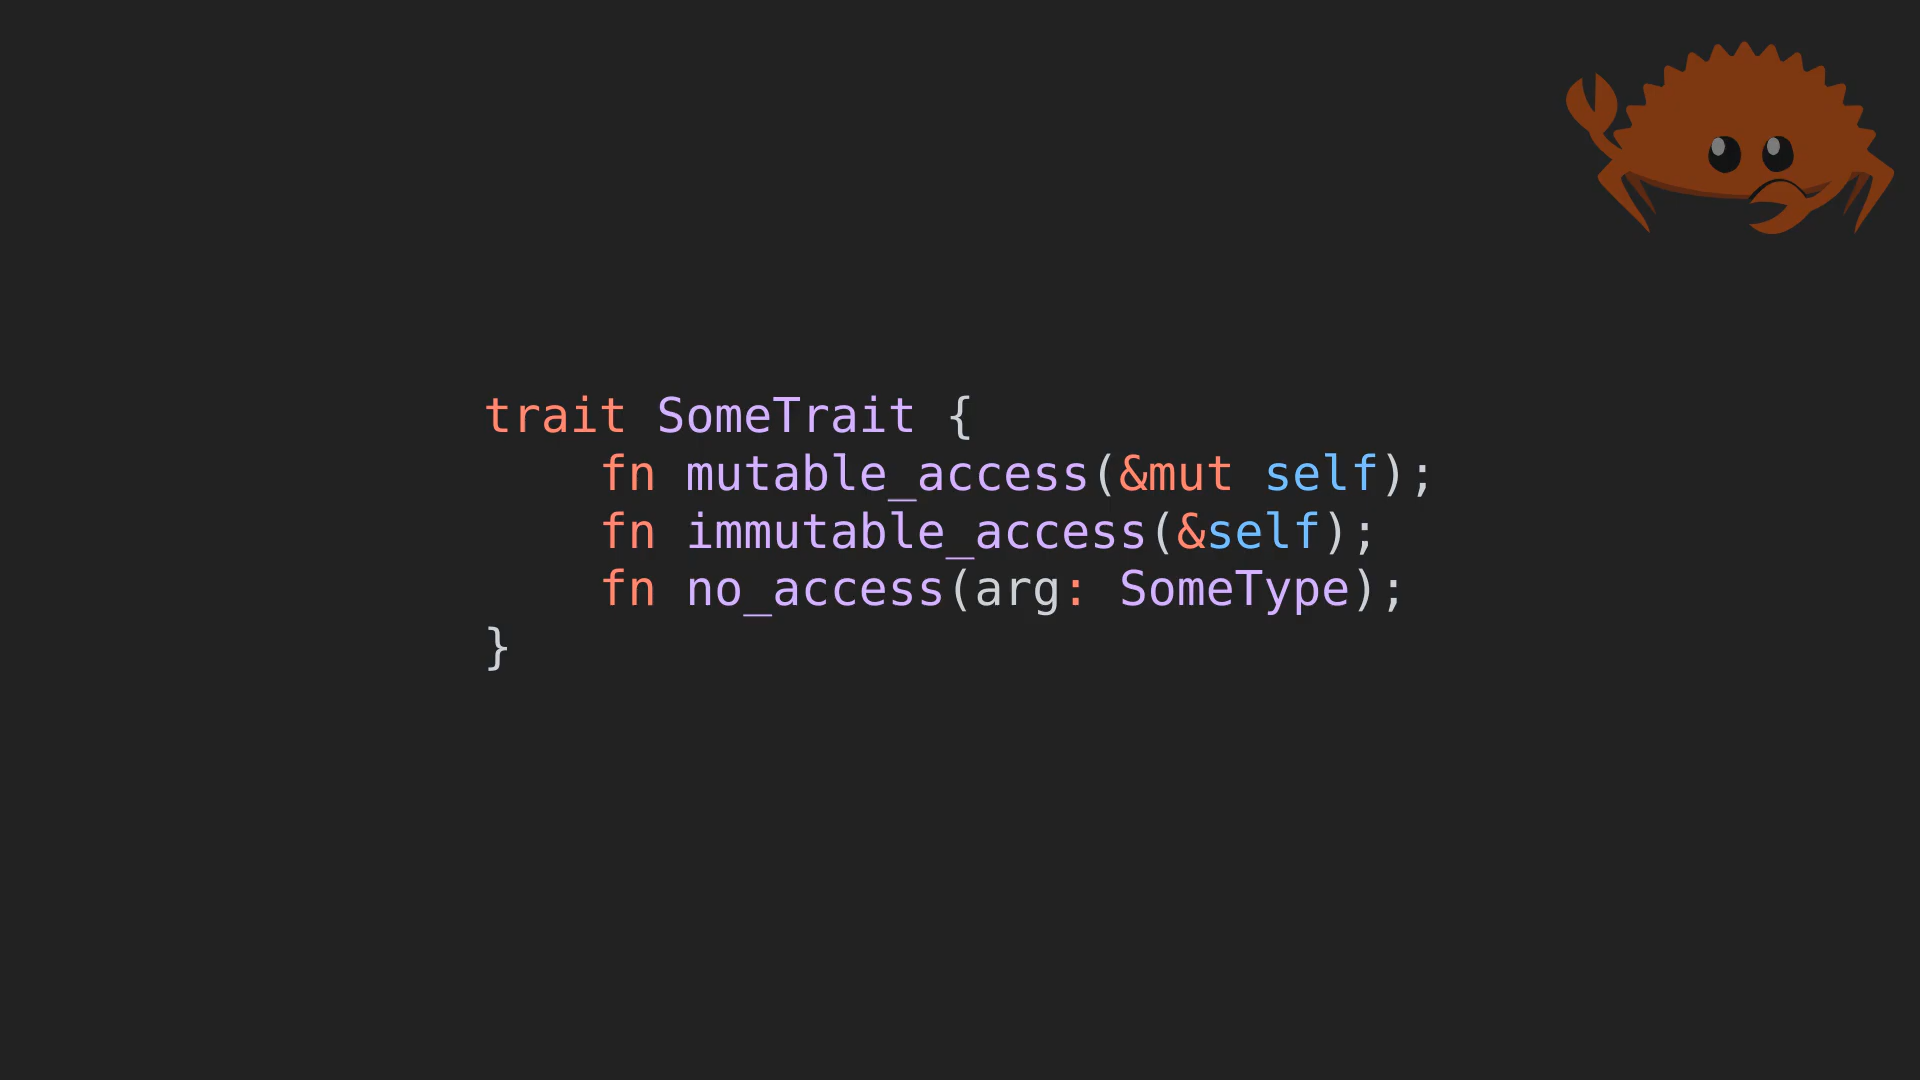 trait SomeTrait {
    fn mutable_access(&mut self);
    fn immutable_access(&self);
    fn no_access(arg: SomeType);
}